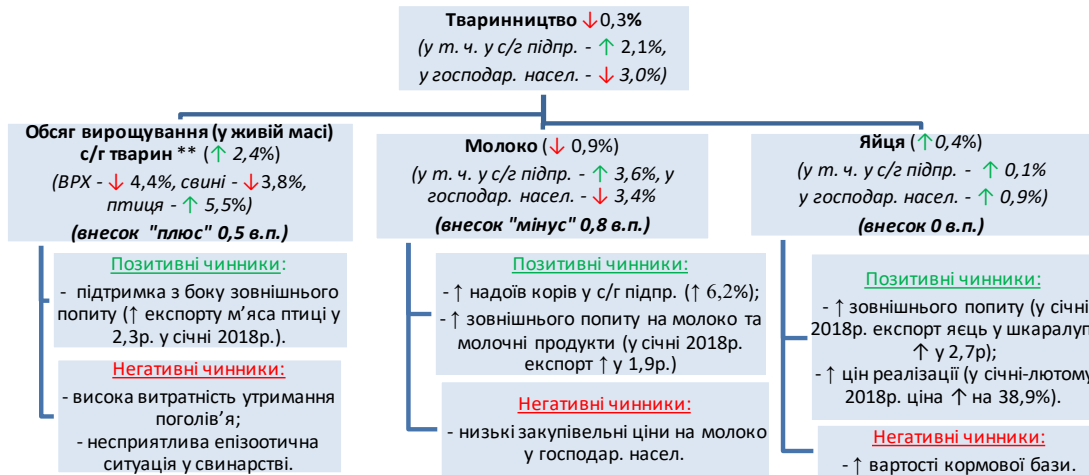 Тваринництво ↓ 0,3%
(у т. ч. у с/г підпр. - ↑ 2,1%,
у господар. насел. - ↓ 3,0%)
Обсяг вирощування (у живій масі)
с/г тварин ** (↑ 2,4%)
(ВРХ - ↓ 4,4%, свині - ↓ 3,8%,
птиця - ↑ 5,5%)
(внесок "плюс" 0,5 в.п.)
Позитивні чинники:
- підтримка з боку зовнішнього
попиту (↑ експорту м’яса птиці у
2,3р. у січні 2018р.).
Негативні чинники:
- висока витратність утримання
поголів’я;
- несприятлива епізоотична
ситуація у свинарстві.
Молоко (↓ 0,9%)
(у т. ч. у с/г підпр. - ↑ 3,6%, у
господар. насел. - ↓ 3,4%
(внесок "мінус" 0,8 в.п.)
Позитивні чинники:
- ↑ надоїв корів у с/г підпр. (↑ 6,2%);
- ↑ зовнішнього попиту на молоко та
молочні продукти (у січні 2018р.
експорт ↑ у 1,9р.)
Негативні чинники:
- низькі закупівельні ціни на молоко
у господар. насел.
Яйця (↑ 0,4%)
(у т. ч. у с/г підпр. - ↑ 0,1%
у господар. насел. - ↑ 0,9%)
(внесок 0 в.п.)
Позитивні чинники:
- ↑ зовнішнього попиту (у січні
2018р. експорт яєць у шкаралуп
↑ у 2,7р);
- ↑ цін реалізації (у січні-лютому
2018р. ціна ↑ на 38,9%).
Негативні чинники:
- ↑ вартості кормової бази.